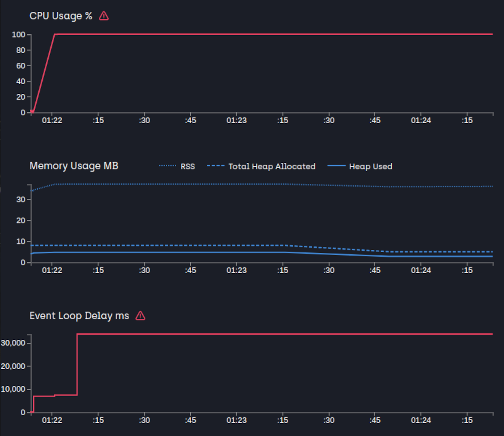 CPU Usage %
100
80
60
40
20
0
01:22 :15 :30 :45 01:23 :15 :30 :45 01:24 :15
Memory Usage MB RSS Total Heap Allocated Heap Used
30
20
10
0
01:22 :15 :30 :45 01:23 :15 :30 :45 01:24 :15
Event Loop Delay ms
30,000
20,000
10,000
0
01:22 :15 :30 :45 01:23 :15 :30 :45 01:24 :15